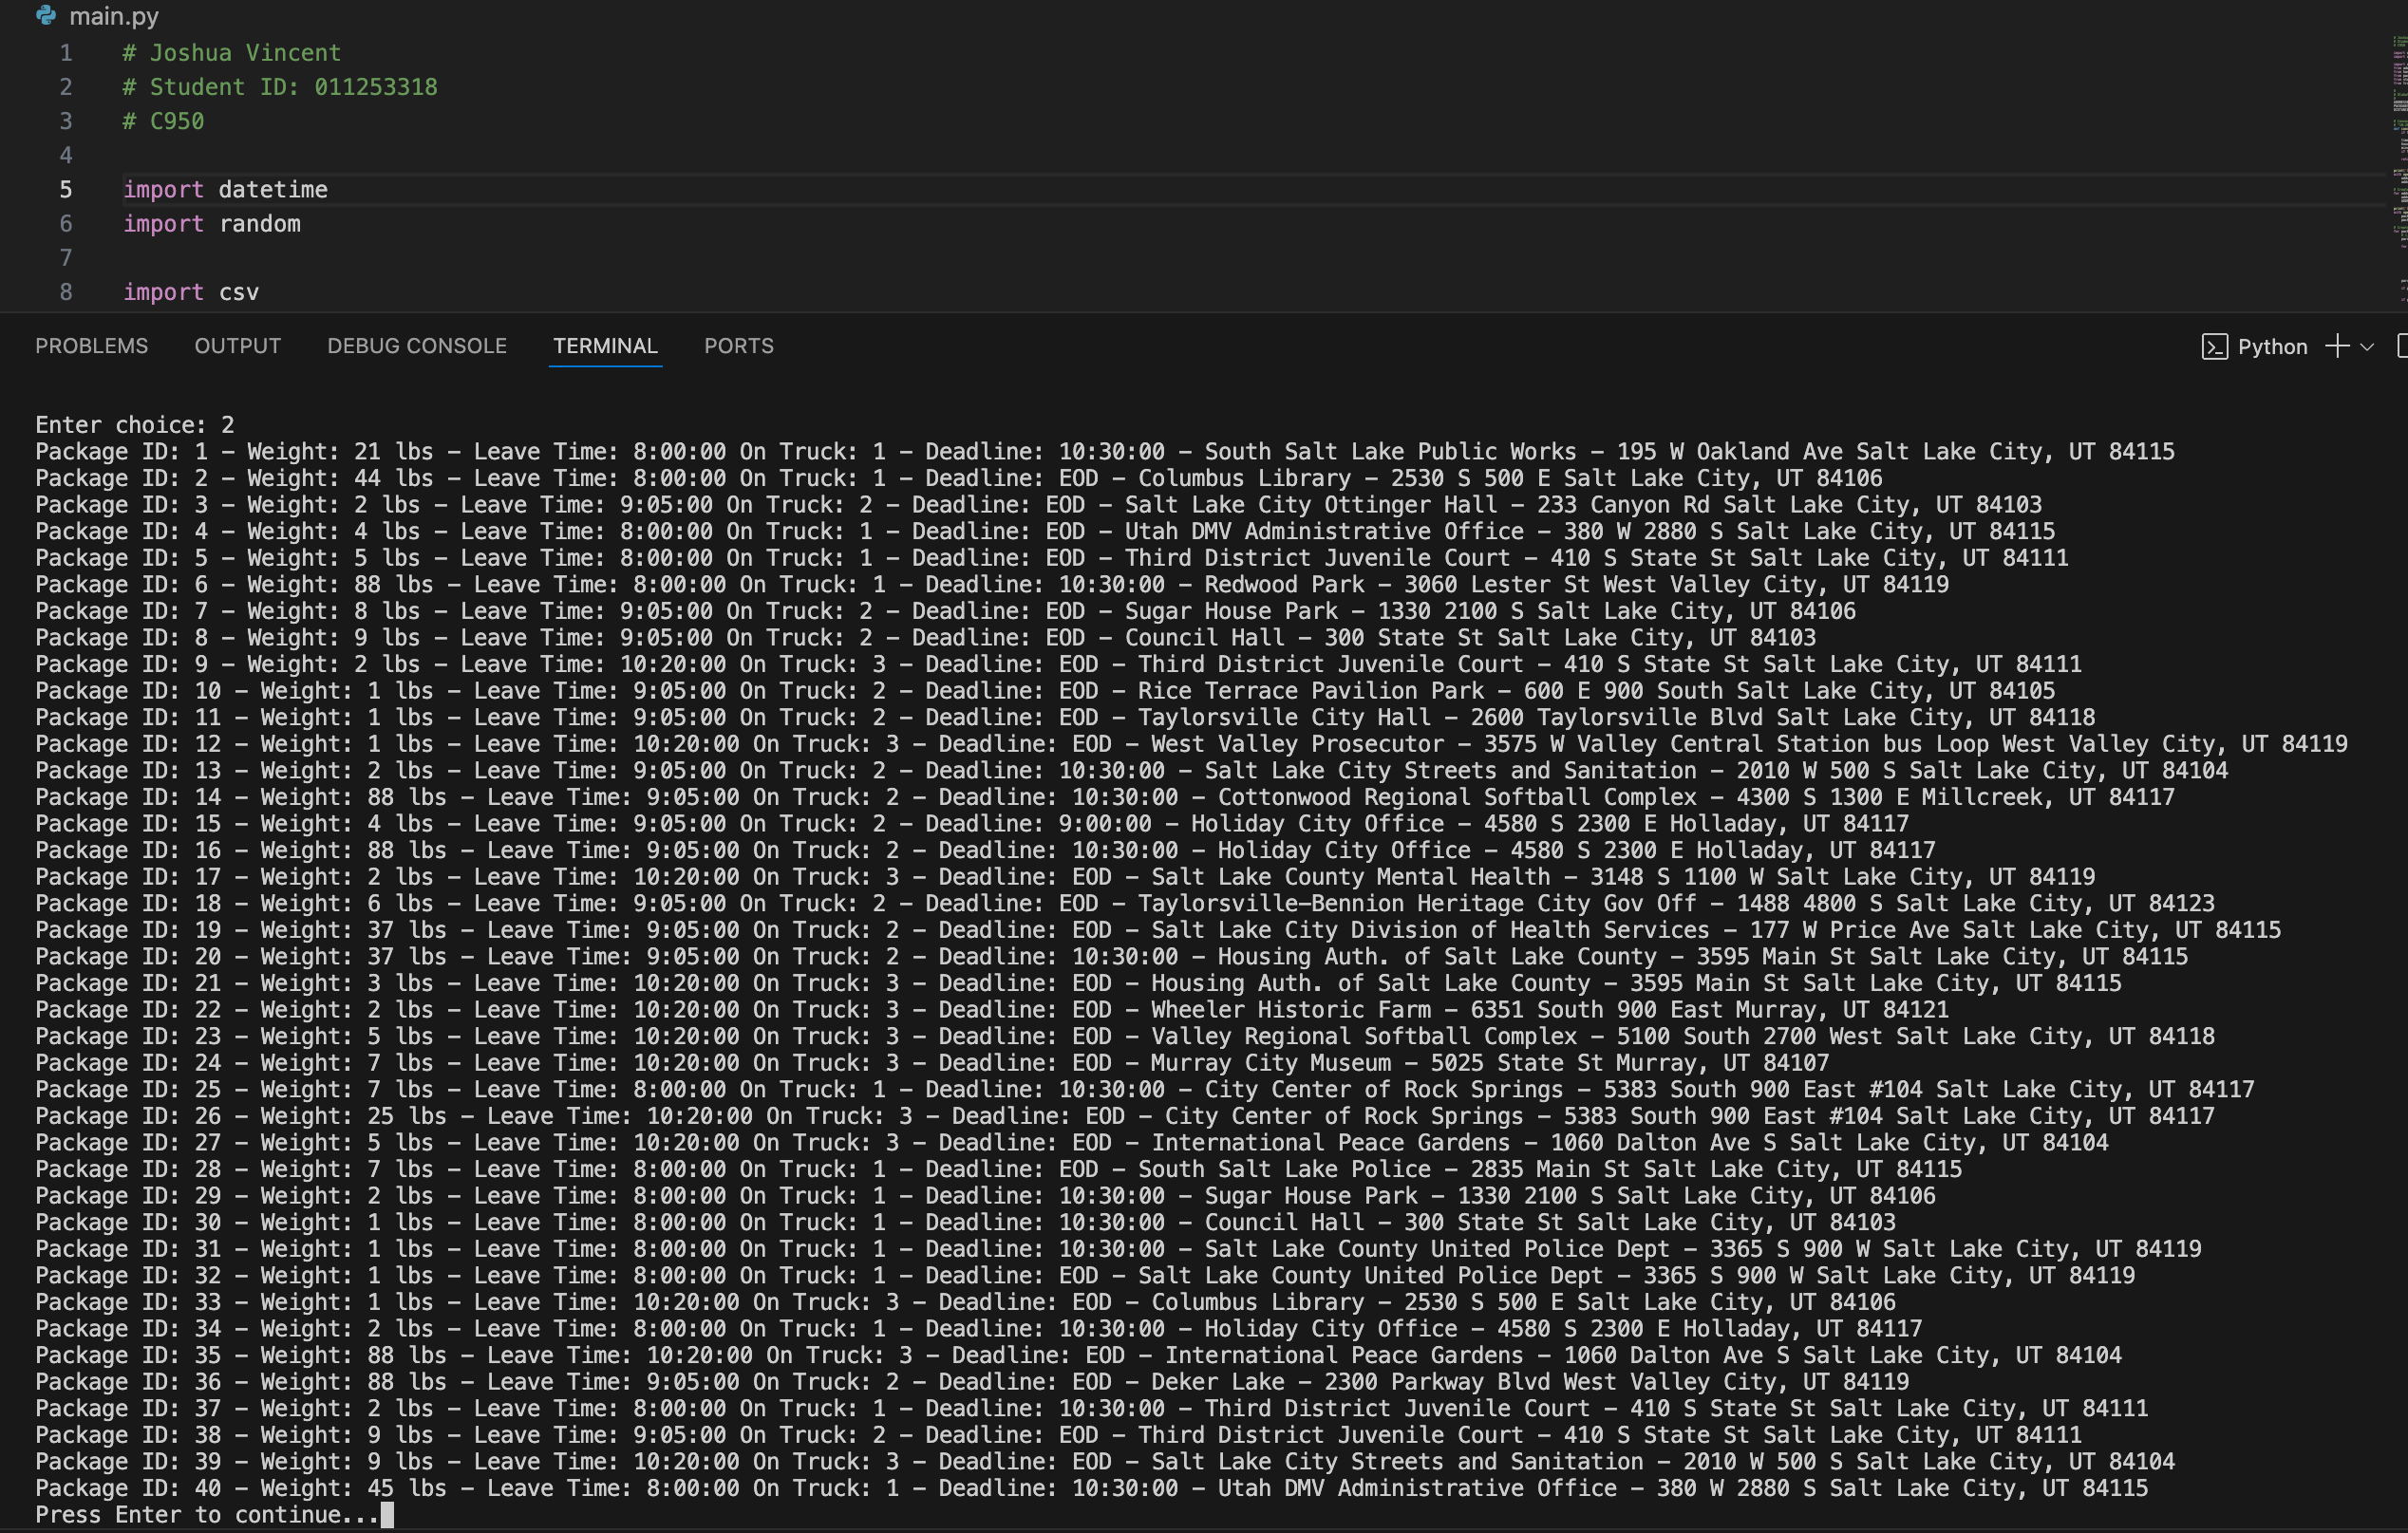 main.py
1 # Joshua Vincent
2 # Student ID: 011253318
3 # C950
4
5 import datetime
6 import random
7
8 import csv
PROBLEMS OUTPUT DEBUG CONSOLE TERMINAL PORTS Python
Enter choice: 2
Package ID: 1 – Weight: 21 lbs – Leave Time: 8:00:00 On Truck: 1 – Deadline: 10:30:00 – South Salt Lake Public Works – 195 W Oakland Ave Salt Lake City, UT 84115
Package ID: 2 – Weight: 44 lbs – Leave Time: 8:00:00 On Truck: 1 – Deadline: EOD – Columbus Library – 2530 S 500 E Salt Lake City, UT 84106
Package ID: 3 – Weight: 2 lbs – Leave Time: 9:05:00 On Truck: 2 – Deadline: EOD – Salt Lake City Ottinger Hall – 233 Canyon Rd Salt Lake City, UT 84103
Package ID: 4 – Weight: 4 lbs – Leave Time: 8:00:00 On Truck: 1 – Deadline: EOD – Utah DMV Administrative Office – 380 W 2880 S Salt Lake City, UT 84115
Package ID: 5 – Weight: 5 lbs – Leave Time: 8:00:00 On Truck: 1 – Deadline: EOD – Third District Juvenile Court – 410 S State St Salt Lake City, UT 84111
Package ID: 6 – Weight: 88 lbs – Leave Time: 8:00:00 On Truck: 1 – Deadline: 10:30:00 – Redwood Park – 3060 Lester St West Valley City, UT 84119
Package ID: 7 – Weight: 8 lbs – Leave Time: 9:05:00 On Truck: 2 – Deadline: EOD – Sugar House Park – 1330 2100 S Salt Lake City, UT 84106
Package ID: 8 – Weight: 9 lbs – Leave Time: 9:05:00 On Truck: 2 – Deadline: EOD – Council Hall – 300 State St Salt Lake City, UT 84103
Package ID: 9 – Weight: 2 lbs – Leave Time: 10:20:00 On Truck: 3 – Deadline: EOD – Third District Juvenile Court – 410 S State St Salt Lake City, UT 84111
Package ID: 10 – Weight: 1 lbs – Leave Time: 9:05:00 On Truck: 2 – Deadline: EOD – Rice Terrace Pavilion Park – 600 E 900 South Salt Lake City, UT 84105
Package ID: 11 – Weight: 1 lbs – Leave Time: 9:05:00 On Truck: 2 – Deadline: EOD – Taylorsville City Hall – 2600 Taylorsville Blvd Salt Lake City, UT 84118
Package ID: 12 – Weight: 1 lbs – Leave Time: 10:20:00 On Truck: 3 – Deadline: EOD – West Valley Prosecutor – 3575 W Valley Central Station bus Loop West Valley City, UT 84119
Package ID: 13 – Weight: 2 lbs – Leave Time: 9:05:00 On Truck: 2 – Deadline: 10:30:00 – Salt Lake City Streets and Sanitation – 2010 W 500 S Salt Lake City, UT 84104
Package ID: 14 – Weight: 88 lbs – Leave Time: 9:05:00 On Truck: 2 – Deadline: 10:30:00 – Cottonwood Regional Softball Complex – 4300 S 1300 E Millcreek, UT 84117
Package ID: 15 – Weight: 4 lbs – Leave Time: 9:05:00 On Truck: 2 – Deadline: 9:00:00 – Holiday City Office – 4580 S 2300 E Holladay, UT 84117
Package ID: 16 – Weight: 88 lbs – Leave Time: 9:05:00 On Truck: 2 – Deadline: 10:30:00 – Holiday City Office – 4580 S 2300 E Holladay, UT 84117
Package ID: 17 – Weight: 2 lbs – Leave Time: 10:20:00 On Truck: 3 – Deadline: EOD – Salt Lake County Mental Health – 3148 S 1100 W Salt Lake City, UT 84119
Package ID: 18 – Weight: 6 lbs – Leave Time: 9:05:00 On Truck: 2 – Deadline: EOD – Taylorsville–Bennion Heritage City Gov Off – 1488 4800 S Salt Lake City, UT 84123
Package ID: 19 – Weight: 37 lbs – Leave Time: 9:05:00 On Truck: 2 – Deadline: EOD – Salt Lake City Division of Health Services – 177 W Price Ave Salt Lake City, UT 84115
Package ID: 20 – Weight: 37 lbs – Leave Time: 9:05:00 On Truck: 2 – Deadline: 10:30:00 – Housing Auth. of Salt Lake County – 3595 Main St Salt Lake City, UT 84115
Package ID: 21 – Weight: 3 lbs – Leave Time: 10:20:00 On Truck: 3 – Deadline: EOD – Housing Auth. of Salt Lake County – 3595 Main St Salt Lake City, UT 84115
Package ID: 22 – Weight: 2 lbs – Leave Time: 10:20:00 On Truck: 3 – Deadline: EOD – Wheeler Historic Farm – 6351 South 900 East Murray, UT 84121
Package ID: 23 – Weight: 5 lbs – Leave Time: 10:20:00 On Truck: 3 – Deadline: EOD – Valley Regional Softball Complex – 5100 South 2700 West Salt Lake City, UT 84118
Package ID: 24 – Weight: 7 lbs – Leave Time: 10:20:00 On Truck: 3 – Deadline: EOD – Murray City Museum – 5025 State St Murray, UT 84107
Package ID: 25 – Weight: 7 lbs – Leave Time: 8:00:00 On Truck: 1 – Deadline: 10:30:00 – City Center of Rock Springs – 5383 South 900 East #104 Salt Lake City, UT 84117
Package ID: 26 – Weight: 25 lbs – Leave Time: 10:20:00 On Truck: 3 – Deadline: EOD – City Center of Rock Springs – 5383 South 900 East #104 Salt Lake City, UT 84117
Package ID: 27 – Weight: 5 lbs – Leave Time: 10:20:00 On Truck: 3 – Deadline: EOD – International Peace Gardens – 1060 Dalton Ave S Salt Lake City, UT 84104
Package ID: 28 – Weight: 7 lbs – Leave Time: 8:00:00 On Truck: 1 – Deadline: EOD – South Salt Lake Police – 2835 Main St Salt Lake City, UT 84115
Package ID: 29 – Weight: 2 lbs – Leave Time: 8:00:00 On Truck: 1 – Deadline: 10:30:00 – Sugar House Park – 1330 2100 S Salt Lake City, UT 84106
Package ID: 30 – Weight: 1 lbs – Leave Time: 8:00:00 On Truck: 1 – Deadline: 10:30:00 – Council Hall – 300 State St Salt Lake City, UT 84103
Package ID: 31 – Weight: 1 lbs – Leave Time: 8:00:00 On Truck: 1 – Deadline: 10:30:00 – Salt Lake County United Police Dept – 3365 S 900 W Salt Lake City, UT 84119
Package ID: 32 – Weight: 1 lbs – Leave Time: 8:00:00 On Truck: 1 – Deadline: EOD – Salt Lake County United Police Dept – 3365 S 900 W Salt Lake City, UT 84119
Package ID: 33 – Weight: 1 lbs – Leave Time: 10:20:00 On Truck: 3 – Deadline: EOD – Columbus Library – 2530 S 500 E Salt Lake City, UT 84106
Package ID: 34 – Weight: 2 lbs – Leave Time: 8:00:00 On Truck: 1 – Deadline: 10:30:00 – Holiday City Office – 4580 S 2300 E Holladay, UT 84117
Package ID: 35 – Weight: 88 lbs – Leave Time: 10:20:00 On Truck: 3 – Deadline: EOD – International Peace Gardens – 1060 Dalton Ave S Salt Lake City, UT 84104
Package ID: 36 – Weight: 88 lbs – Leave Time: 9:05:00 On Truck: 2 – Deadline: EOD – Deker Lake – 2300 Parkway Blvd West Valley City, UT 84119
Package ID: 37 – Weight: 2 lbs – Leave Time: 8:00:00 On Truck: 1 – Deadline: 10:30:00 – Third District Juvenile Court – 410 S State St Salt Lake City, UT 84111
Package ID: 38 – Weight: 9 lbs – Leave Time: 9:05:00 On Truck: 2 – Deadline: EOD – Third District Juvenile Court – 410 S State St Salt Lake City, UT 84111
Package ID: 39 – Weight: 9 lbs – Leave Time: 10:20:00 On Truck: 3 – Deadline: EOD – Salt Lake City Streets and Sanitation – 2010 W 500 S Salt Lake City, UT 84104
Package ID: 40 – Weight: 45 lbs – Leave Time: 8:00:00 On Truck: 1 – Deadline: 10:30:00 – Utah DMV Administrative Office – 380 W 2880 S Salt Lake City, UT 84115
Press Enter to continue...